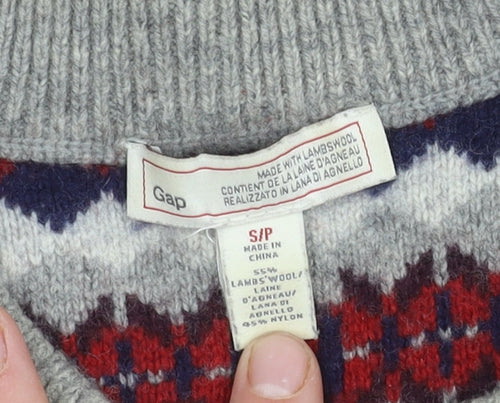 Gap
MADE WITH LAMBSWOOL
CONTIENT DE LA LAINE D'AGNEAU
REALIZZATO IN LANA DI AGNELLO
S/P
MADE IN
CHINA
55%
LAMBS' WOOL/
LAINE
D'AGNEAU/
LANA DI
AGNELLO
45% NYLON